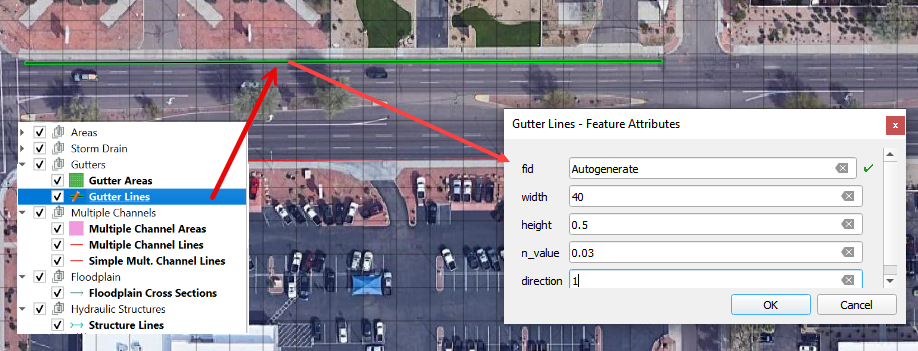 Areas
Storm Drain
Gutters
Gutter Areas
Gutter Lines
Multiple Channels
Multiple Channel Areas
Multiple Channel Lines
Simple Mult. Channel Lines
Floodplain
Floodplain Cross Sections
Hydraulic Structures
Structure Lines
Gutter Lines - Feature Attributes
fid Autogenerate
width 40
height 0.5
n_value 0.03
direction 1
OK Cancel